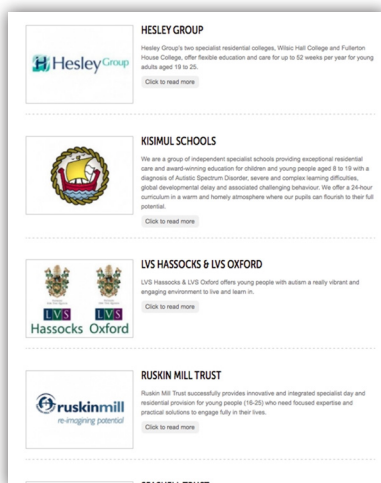 HESLEY GROUP
Hesley Group
Hesley Group's two specialist residential colleges, Wilsic Hall College and Fullerton
House College, offer flexible education and care for up to 52 weeks per year for young
adults aged 19 to 25.
Click to read more
KISIMUL SCHOOLS
We are a group of independent specialist schools providing exceptional residential
care and award-winning education for children and young people aged 8 to 19 with a
diagnosis of Autistic Spectrum Disorder, severe and complex learning difficulties,
global developmental delay and associated challenging behaviour. We offer a 24-hour
curriculum in a warm and homely atmosphere where our pupils can flourish to their full
potential.
Click to read more
LVS HASSOCKS & LVS OXFORD
LVS LVS
Hassocks Oxford
LVS Hassocks & LVS Oxford offers young people with autism a really vibrant and
engaging environment to live and learn in.
Click to read more
RUSKIN MILL TRUST
ruskinmill
re-imagining potential
Ruskin Mill Trust successfully provides innovative and integrated specialist day and
residential provision for young people (16-25) who need focused expertise and
practical solutions to engage fully in their lives.
Click to read more